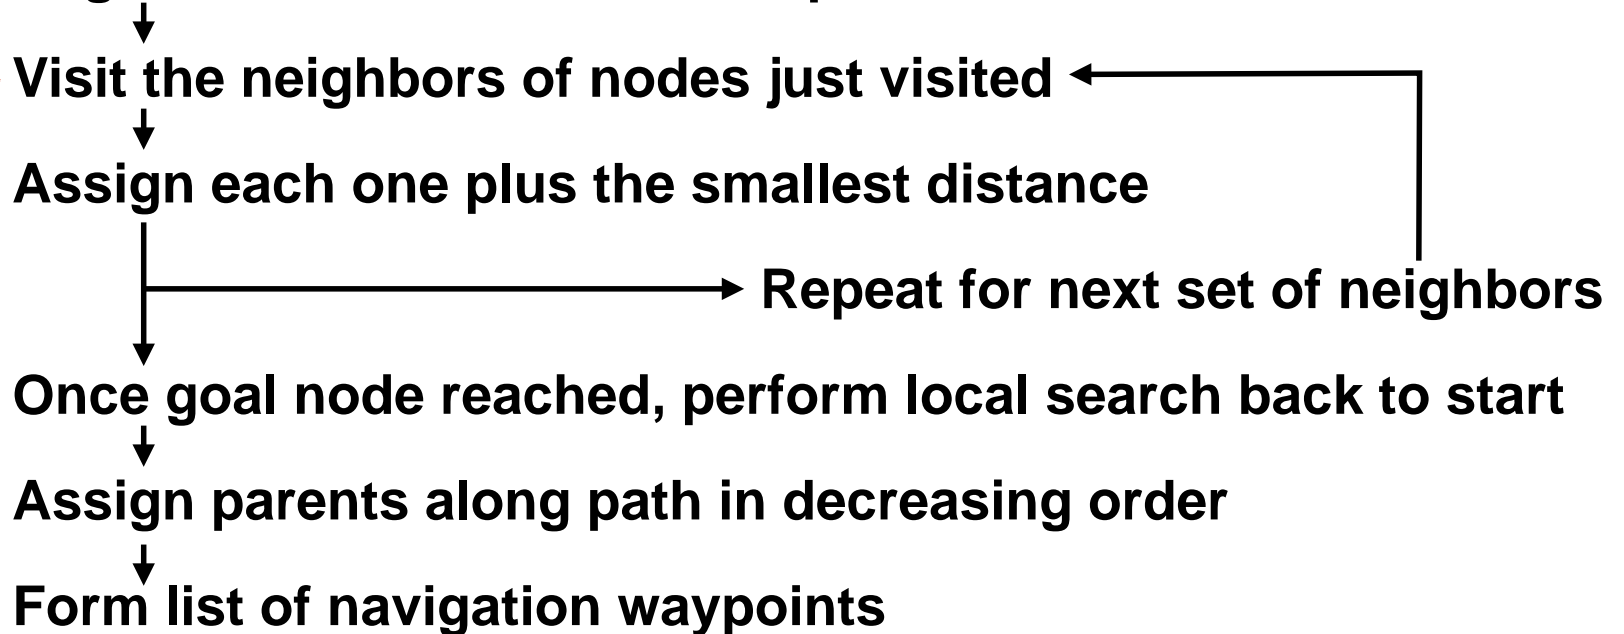 Visit the neighbors of nodes just visited
Assign each one plus the smallest distance
Repeat for next set of neighbors
Once goal node reached, perform local search back to start
Assign parents along path in decreasing order
Form list of navigation waypoints